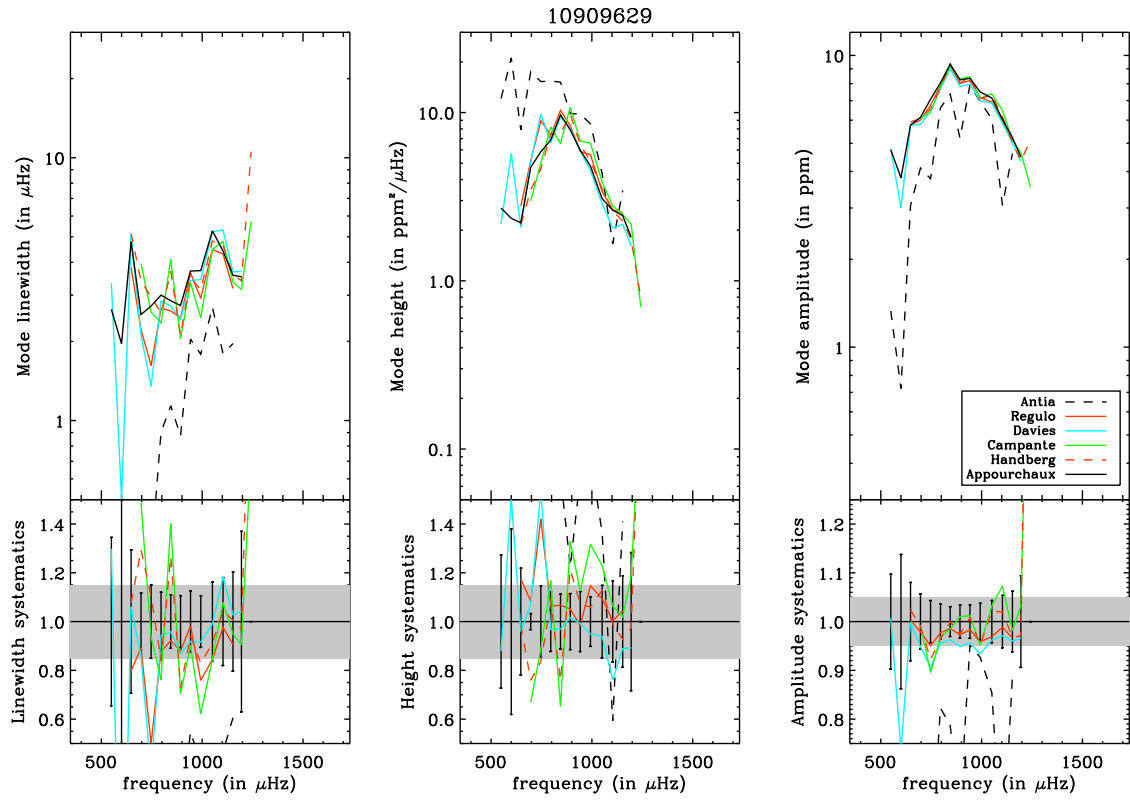 10909629
Mode linewidth (in μHz)
10
1
Mode height (in ppm²/μHz)
10.0
1.0
0.1
Mode amplitude (in ppm)
10
1
Antia
Regulo
Davies
Campante
Handberg
Appourchaux
Linewidth systematics
1.4
1.2
1.0
0.8
0.6
500 1000 1500
frequency (in μHz)
Height systematics
1.4
1.2
1.0
0.8
0.6
500 1000 1500
frequency (in μHz)
Amplitude systematics
1.2
1.1
1.0
0.9
0.8
500 1000 1500
frequency (in μHz)